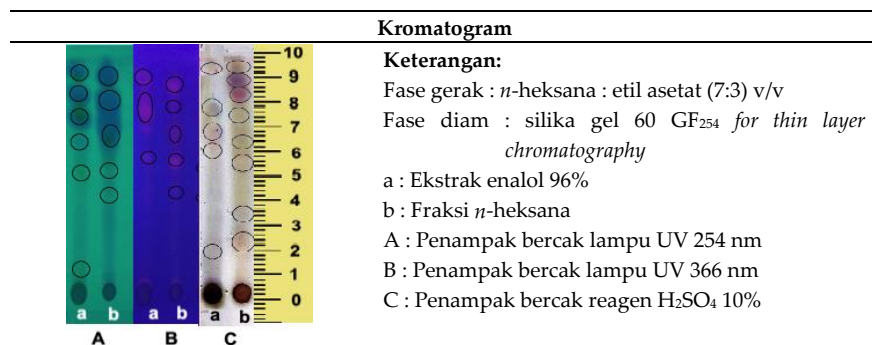 Kromatogram
Keterangan:
Fase gerak : n-heksana : etil asetat (7:3) v/v
Fase diam : silika gel 60 GF₂₅₄ for thin layer
chromatography
a : Ekstrak enalol 96%
b : Fraksi n-heksana
A : Penampak bercak lampu UV 254 nm
B : Penampak bercak lampu UV 366 nm
C : Penampak bercak reagen H₂SO₄ 10%
10
9
8
7
6
5
4
3
2
1
0
a b a b a b
A B C